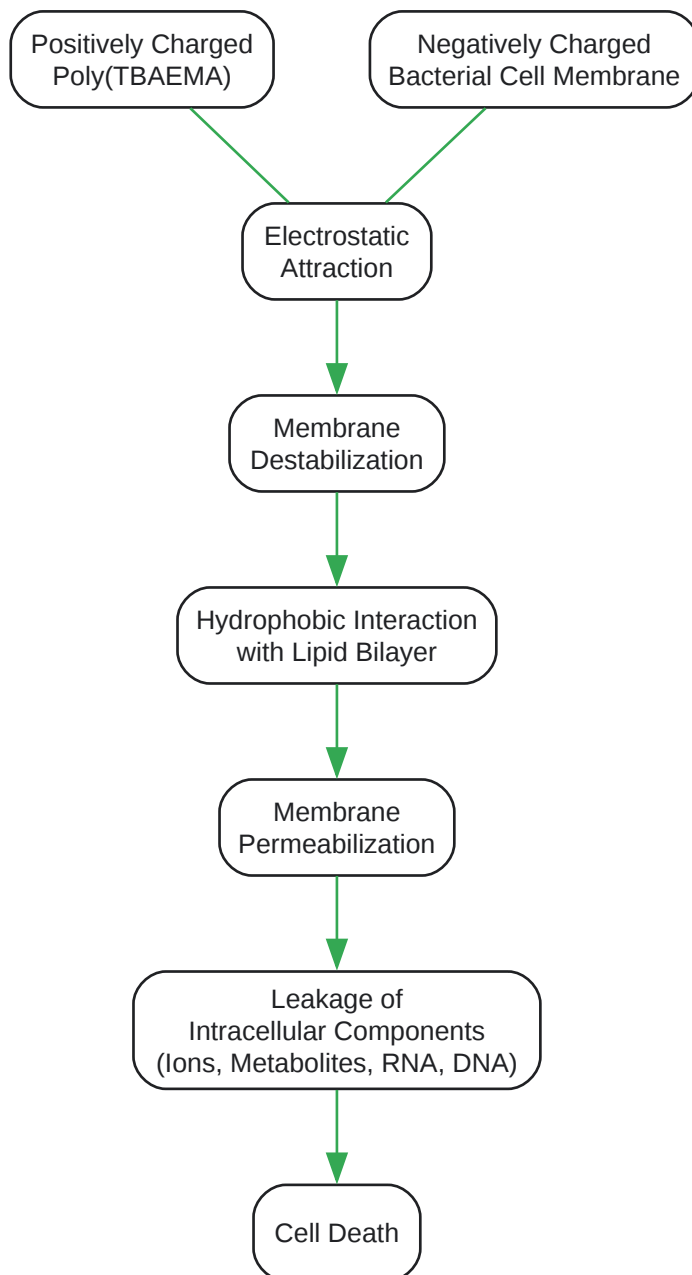 Positively Charged
Poly(TBAEMA)
Negatively Charged
Bacterial Cell Membrane
Electrostatic
Attraction
Membrane
Destabilization
Hydrophobic Interaction
with Lipid Bilayer
Membrane
Permeabilization
Leakage of
Intracellular Components
(Ions, Metabolites, RNA, DNA)
Cell Death